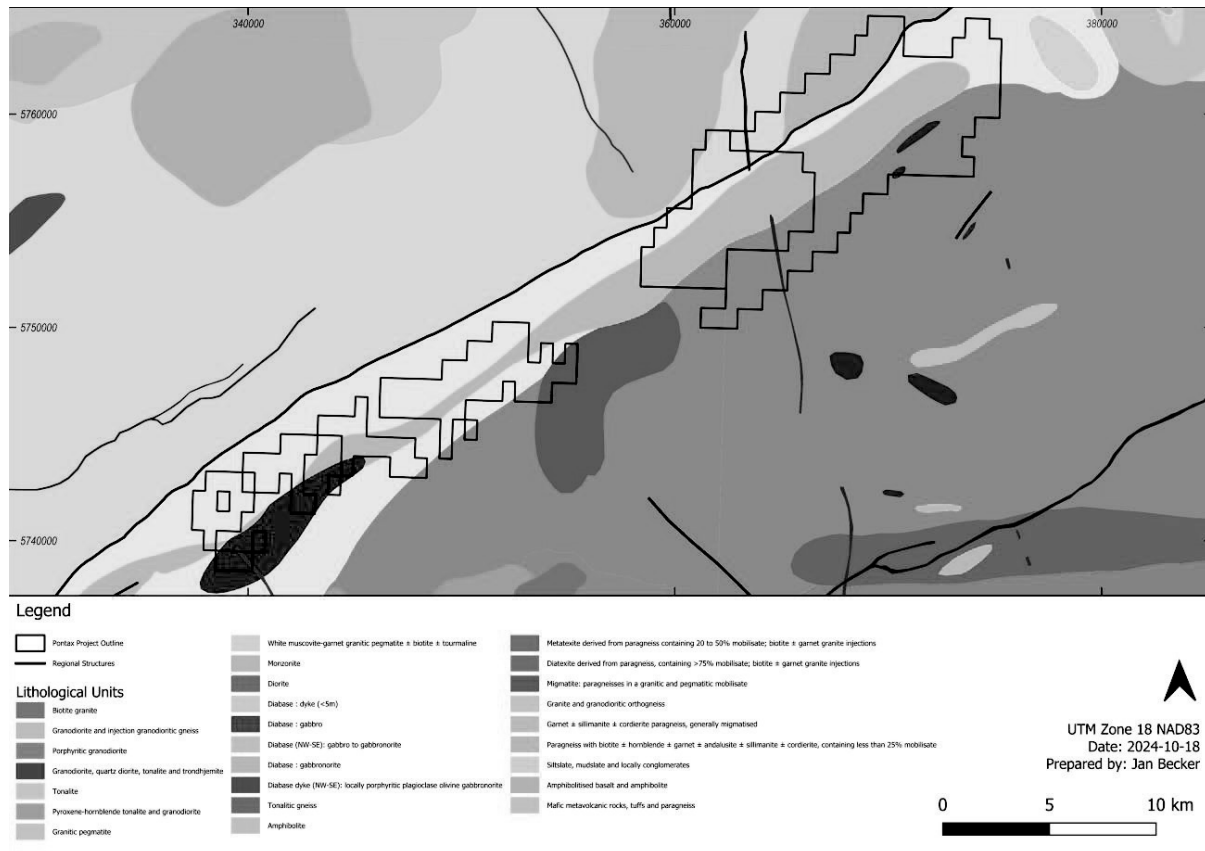 340000
360000
380000
5760000
5750000
5740000
Legend
Pontax Project Outline
Regional Structures
Lithological Units
Biotite granite
Granodiorite and injection granodioritic gneiss
Porphyritic granodiorite
Granodiorite, quartz diorite, tonalite and trondhjemite
Tonalite
Pyroxene-hornblende tonalite and granodiorite
Granitic pegmatite
White muscovite-garnet granitic pegmatite ± biotite ± tourmaline
Monzonite
Diorite
Diabase : dyke (<5m)
Diabase : gabbro
Diabase (NW-SE): gabbro to gabbronorite
Diabase : gabbronorite
Diabase dyke (NW-SE): locally porphyritic plagioclase olivine gabbronorite
Tonalitic gneiss
Amphibolite
Metatexite derived from paragneiss containing 20 to 50% mobilisate; biotite ± garnet granite injections
Diatexite derived from paragneiss, containing >75% mobilisate; biotite ± garnet granite injections
Migmatite: paragneisses in a granitic and pegmatitic mobilisate
Granite and granodioritic orthogneiss
Garnet ± sillimanite ± cordierite paragneiss, generally migmatised
Paragneiss with biotite ± hornblende ± garnet ± andalusite ± sillimanite ± cordierite, containing less than 25% mobilisate
Siltslate, mudslate and locally conglomerates
Amphibolitised basalt and amphibolite
Mafic metavolcanic rocks, tuffs and paragneiss
UTM Zone 18 NAD83
Date: 2024-10-18
Prepared by: Jan Becker
0 5 10 km